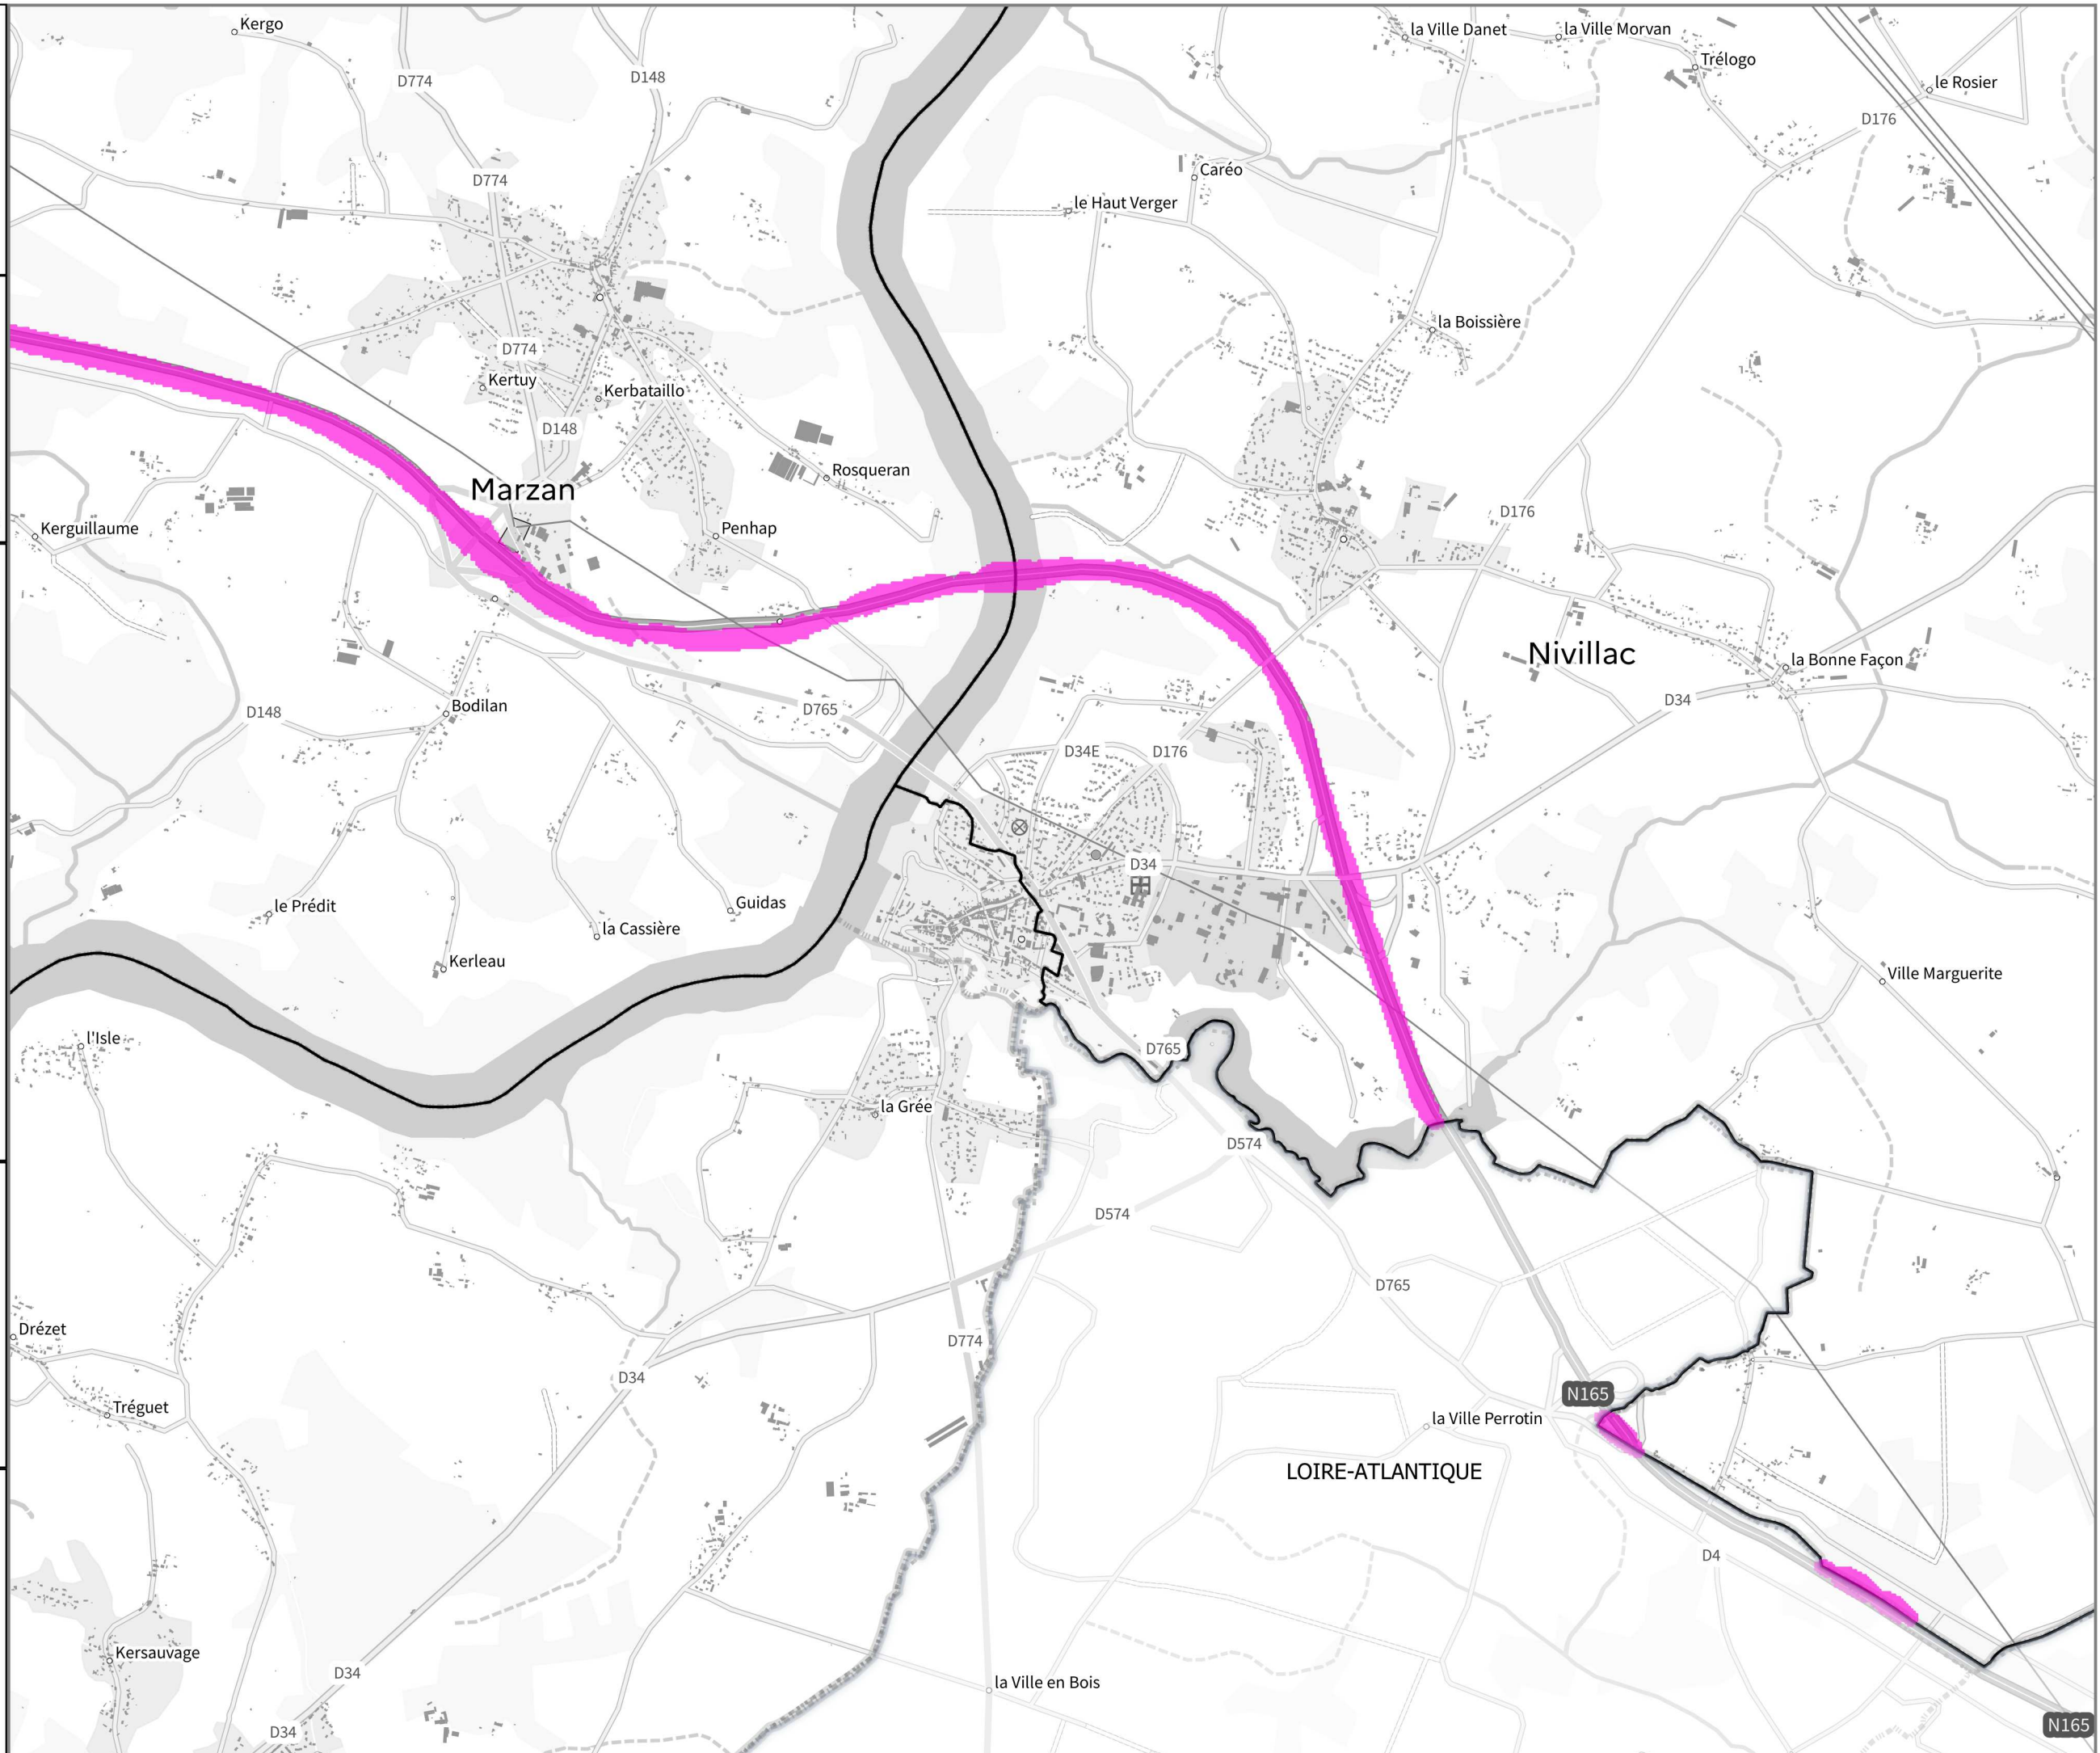 Kergo
la Ville Danet
la Ville Morvan
Trélogo
D774
D148
le Rosier
D176
D774
Caréo
le Haut Verger
la Boissière
D774
Kertuy
Kerbataillo
D148
Rosqueran
Marzan
D176
Kerguillaume
Penhap
Nivillac
la Bonne Façon
D34
Bodilan
D148
D765
D34E
D176
D34
le Prédit
Guidas
la Cassière
Kerleau
Ville Marguerite
l'Isle
D765
la Grée
D574
D574
D765
Drézet
D774
D34
N165
Tréguet
la Ville Perrotin
LOIRE-ATLANTIQUE
D4
Kersauvage
D34
la Ville en Bois
D34
N165